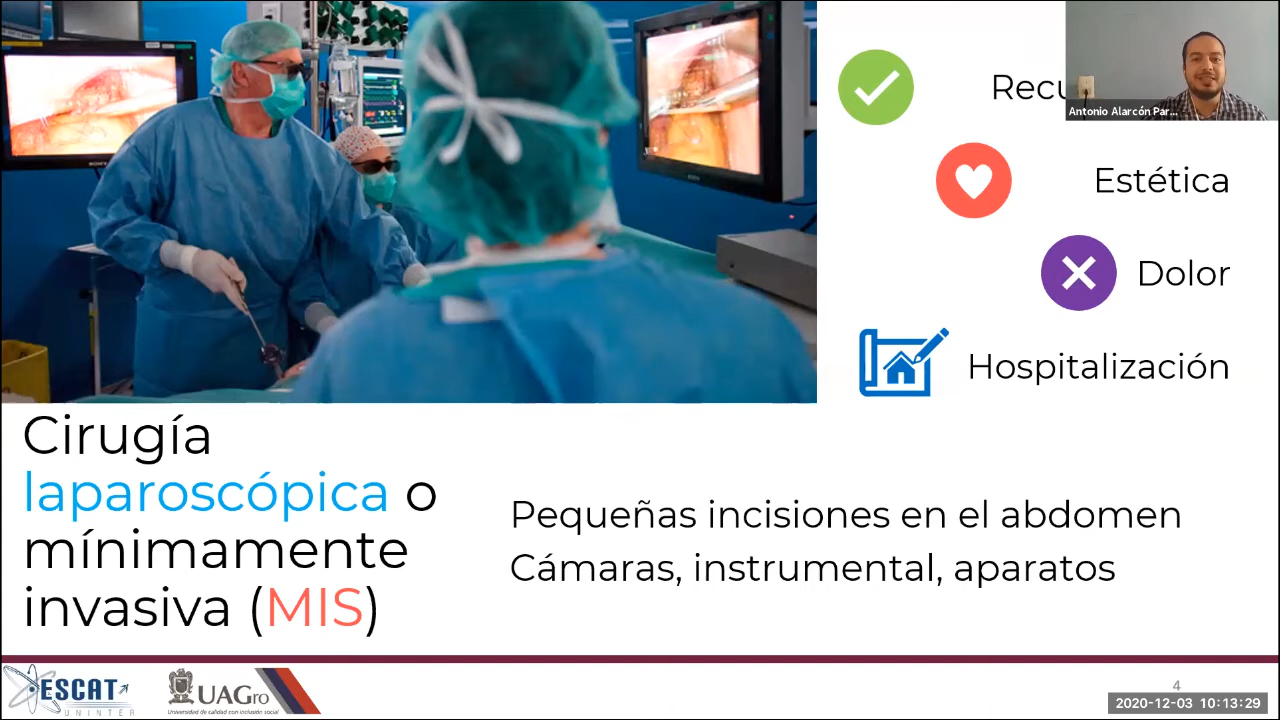 Recu
Antonio Alarcón Par...
Estética
Dolor
Hospitalización
SONY
Cirugía
laparoscópica o
mínimamente
invasiva (MIS)
Pequeñas incisiones en el abdomen
Cámaras, instrumental, aparatos
ESCAT
UNINTER
UAGro
Universidad de calidad con inclusión social
4
2020-12-03 10:13:29